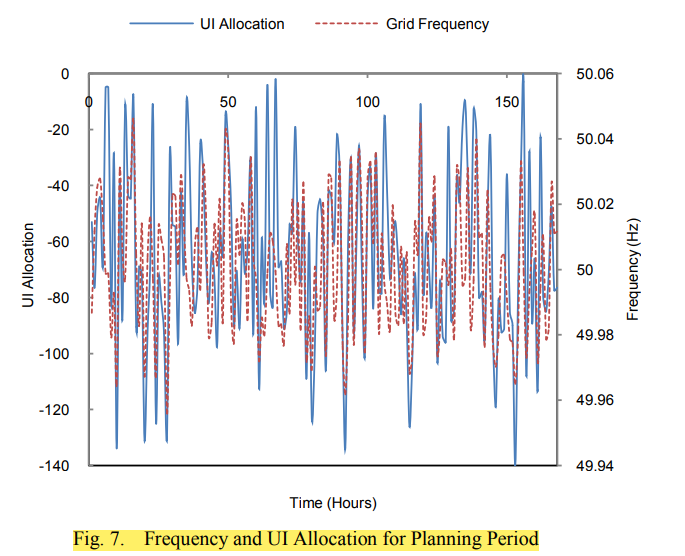 UI Allocation Grid Frequency
0 50.06
0 50 100 150
-20 50.04
-40 50.02
-60 50
-80 49.98
-100 49.96
-120 49.94
-140
UI Allocation
Frequency (Hz)
Time (Hours)
Fig. 7. Frequency and UI Allocation for Planning Period